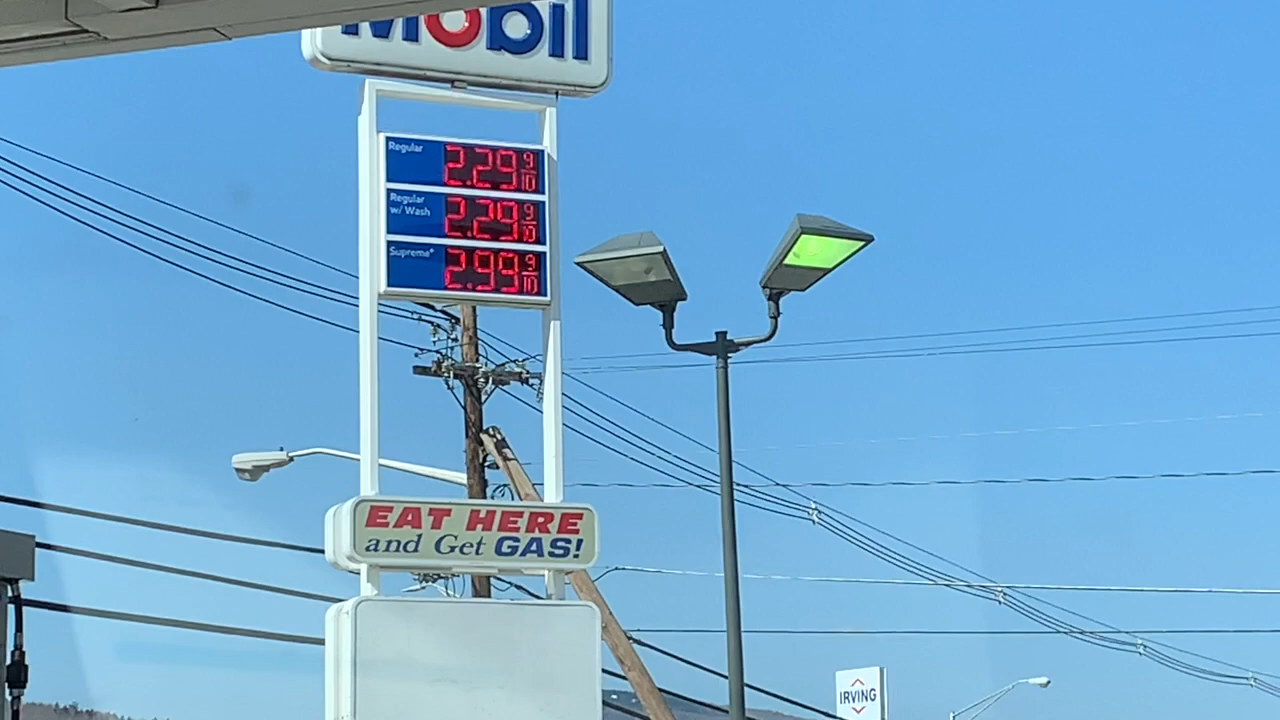 Mobil
Regular 2.29 9/10
Regular
w/ Wash 2.29 9/10
Supreme+ 2.99 9/10
EAT HERE
and Get GAS!
IRVING